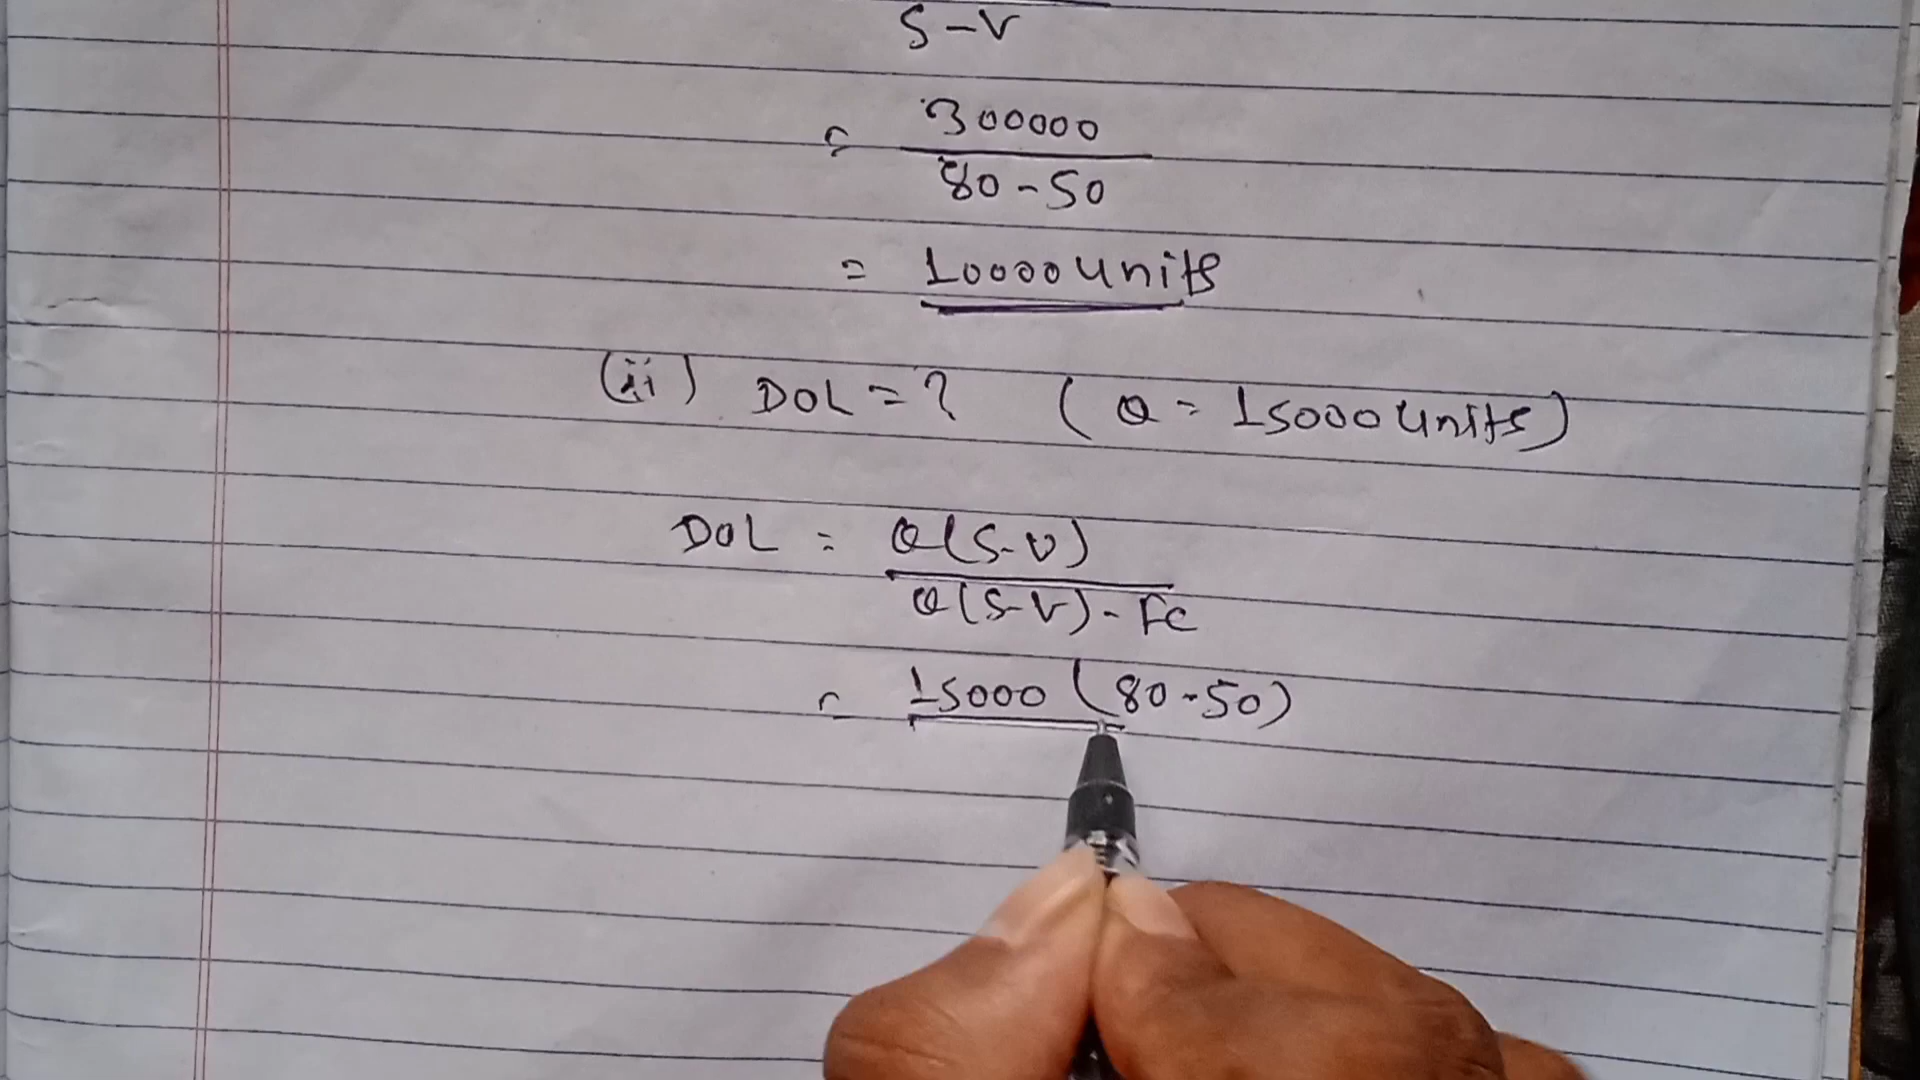 S-V
= 300000
80-50
= 10000 units
(ii) DOL = ? (Q = 15000 units)
DOL = Q(S-V)
Q(S-V)-FC
= 15000 (80-50)